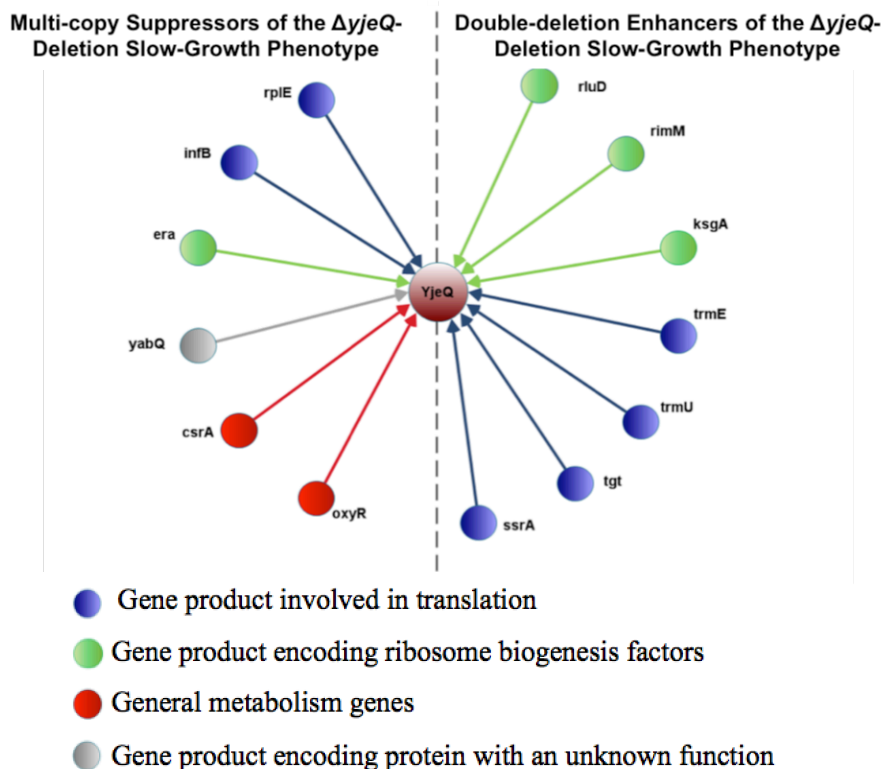 Multi-copy Suppressors of the ΔyjeQ-
Deletion Slow-Growth Phenotype
Double-deletion Enhancers of the ΔyjeQ-
Deletion Slow-Growth Phenotype
rplE
rluD
rimM
infB
ksgA
era
YjeQ
trmE
yabQ
trmU
csrA
tgt
oxyR
ssrA
Gene product involved in translation
Gene product encoding ribosome biogenesis factors
General metabolism genes
Gene product encoding protein with an unknown function